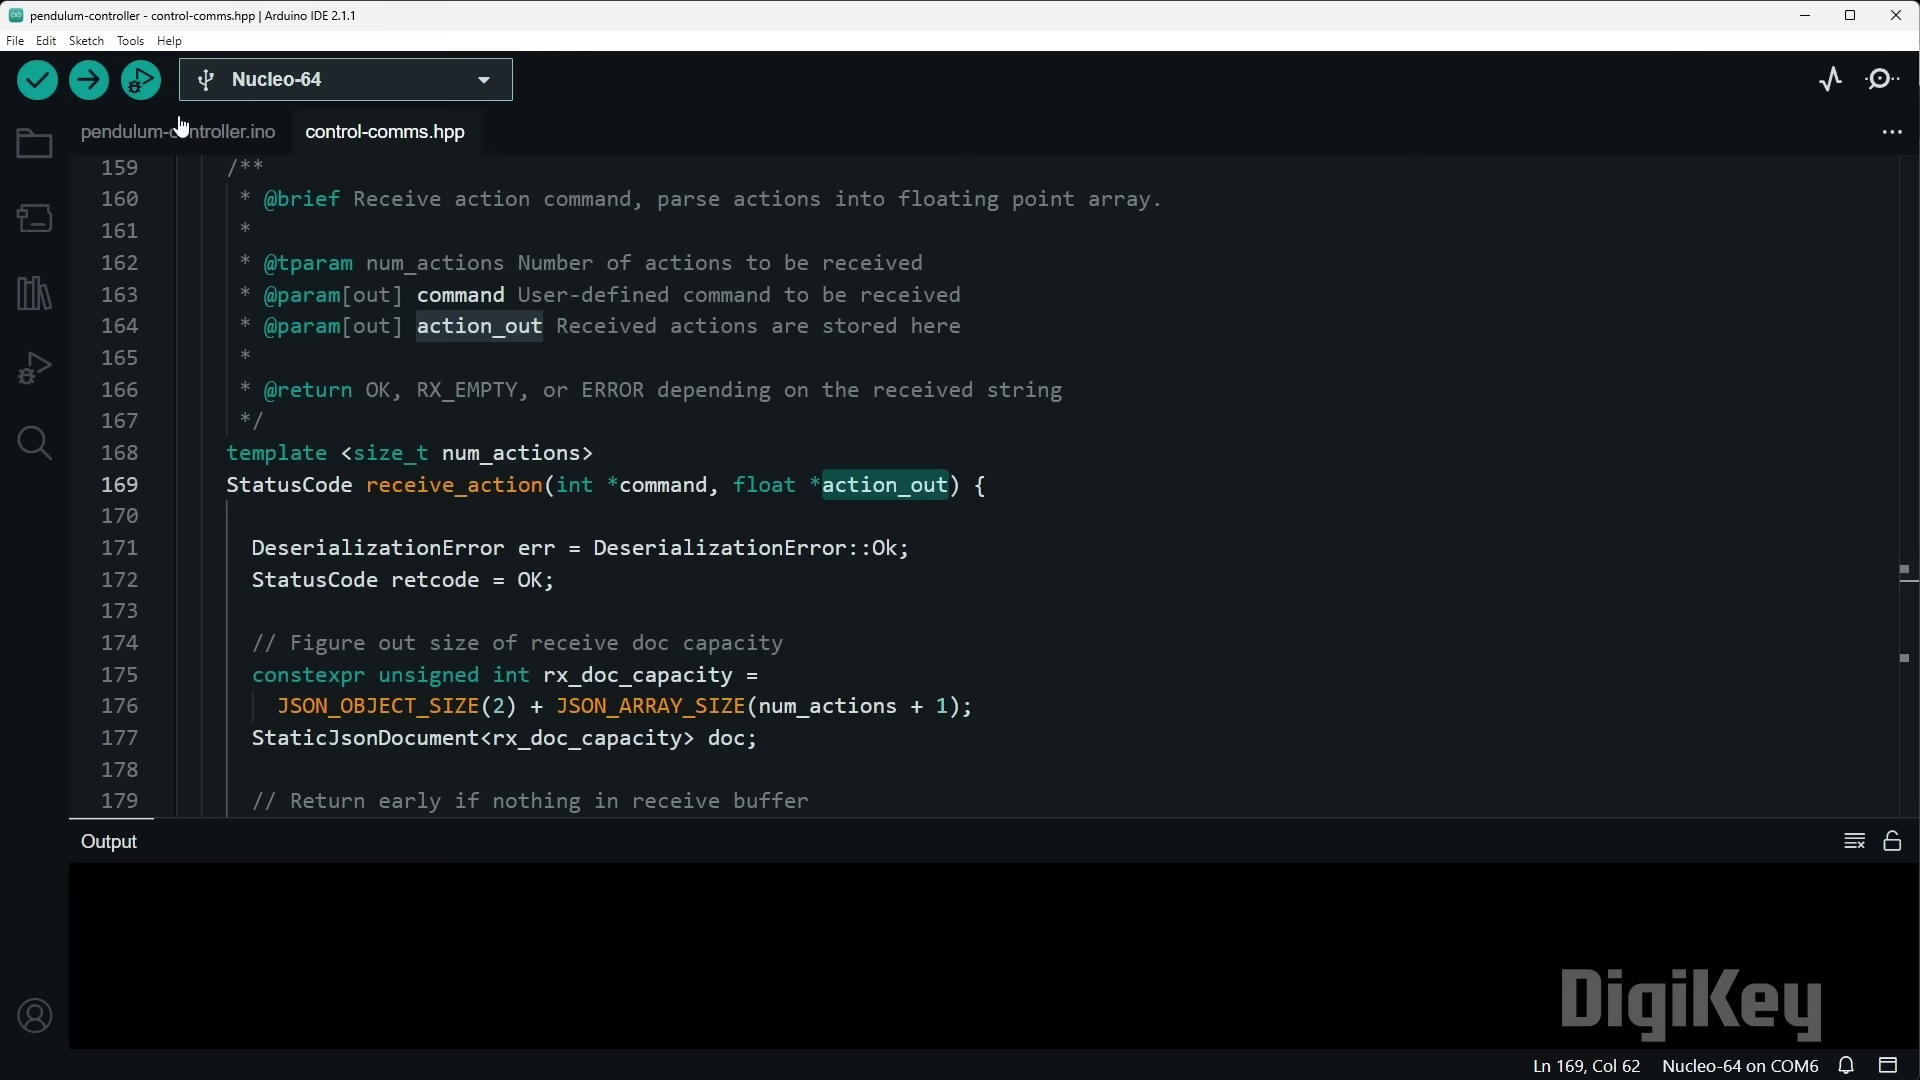 pendulum-controller - control-comms.hpp | Arduino IDE 2.1.1
File Edit Sketch Tools Help
Nucleo-64
pendulum-controller.ino control-comms.hpp
159 /**
160 * @brief Receive action command, parse actions into floating point array.
161 *
162 * @tparam num_actions Number of actions to be received
163 * @param[out] command User-defined command to be received
164 * @param[out] action_out Received actions are stored here
165 *
166 * @return OK, RX_EMPTY, or ERROR depending on the received string
167 */
168 template <size_t num_actions>
169 StatusCode receive_action(int *command, float *action_out) {
170
171 DeserializationError err = DeserializationError::Ok;
172 StatusCode retcode = OK;
173
174 // Figure out size of receive doc capacity
175 constexpr unsigned int rx_doc_capacity =
176 JSON_OBJECT_SIZE(2) + JSON_ARRAY_SIZE(num_actions + 1);
177 StaticJsonDocument<rx_doc_capacity> doc;
178
179 // Return early if nothing in receive buffer
Output
DigiKey
Ln 169, Col 62 Nucleo-64 on COM6